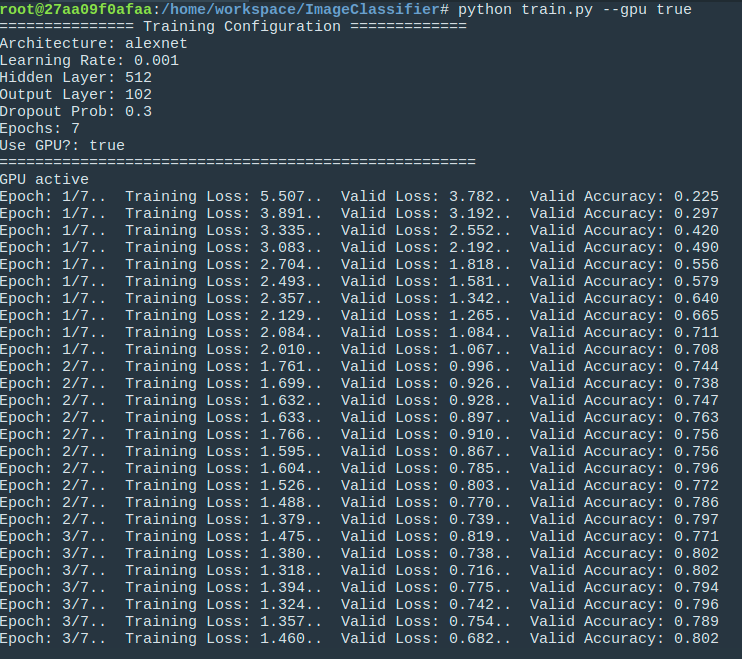 root@27aa09f0afaa:/home/workspace/ImageClassifier# python train.py --gpu true
=============== Training Configuration =============
Architecture: alexnet
Learning Rate: 0.001
Hidden Layer: 512
Output Layer: 102
Dropout Prob: 0.3
Epochs: 7
Use GPU?: true
=====================================================
GPU active
Epoch: 1/7..  Training Loss: 5.507..  Valid Loss: 3.782..  Valid Accuracy: 0.225
Epoch: 1/7..  Training Loss: 3.891..  Valid Loss: 3.192..  Valid Accuracy: 0.297
Epoch: 1/7..  Training Loss: 3.335..  Valid Loss: 2.552..  Valid Accuracy: 0.420
Epoch: 1/7..  Training Loss: 3.083..  Valid Loss: 2.192..  Valid Accuracy: 0.490
Epoch: 1/7..  Training Loss: 2.704..  Valid Loss: 1.818..  Valid Accuracy: 0.556
Epoch: 1/7..  Training Loss: 2.493..  Valid Loss: 1.581..  Valid Accuracy: 0.579
Epoch: 1/7..  Training Loss: 2.357..  Valid Loss: 1.342..  Valid Accuracy: 0.640
Epoch: 1/7..  Training Loss: 2.129..  Valid Loss: 1.265..  Valid Accuracy: 0.665
Epoch: 1/7..  Training Loss: 2.084..  Valid Loss: 1.084..  Valid Accuracy: 0.711
Epoch: 1/7..  Training Loss: 2.010..  Valid Loss: 1.067..  Valid Accuracy: 0.708
Epoch: 2/7..  Training Loss: 1.761..  Valid Loss: 0.996..  Valid Accuracy: 0.744
Epoch: 2/7..  Training Loss: 1.699..  Valid Loss: 0.926..  Valid Accuracy: 0.738
Epoch: 2/7..  Training Loss: 1.632..  Valid Loss: 0.928..  Valid Accuracy: 0.747
Epoch: 2/7..  Training Loss: 1.633..  Valid Loss: 0.897..  Valid Accuracy: 0.763
Epoch: 2/7..  Training Loss: 1.766..  Valid Loss: 0.910..  Valid Accuracy: 0.756
Epoch: 2/7..  Training Loss: 1.595..  Valid Loss: 0.867..  Valid Accuracy: 0.756
Epoch: 2/7..  Training Loss: 1.604..  Valid Loss: 0.785..  Valid Accuracy: 0.796
Epoch: 2/7..  Training Loss: 1.526..  Valid Loss: 0.803..  Valid Accuracy: 0.772
Epoch: 2/7..  Training Loss: 1.488..  Valid Loss: 0.770..  Valid Accuracy: 0.786
Epoch: 2/7..  Training Loss: 1.379..  Valid Loss: 0.739..  Valid Accuracy: 0.797
Epoch: 3/7..  Training Loss: 1.475..  Valid Loss: 0.819..  Valid Accuracy: 0.771
Epoch: 3/7..  Training Loss: 1.380..  Valid Loss: 0.738..  Valid Accuracy: 0.802
Epoch: 3/7..  Training Loss: 1.318..  Valid Loss: 0.716..  Valid Accuracy: 0.802
Epoch: 3/7..  Training Loss: 1.394..  Valid Loss: 0.775..  Valid Accuracy: 0.794
Epoch: 3/7..  Training Loss: 1.324..  Valid Loss: 0.742..  Valid Accuracy: 0.796
Epoch: 3/7..  Training Loss: 1.357..  Valid Loss: 0.754..  Valid Accuracy: 0.789
Epoch: 3/7..  Training Loss: 1.460..  Valid Loss: 0.682..  Valid Accuracy: 0.802